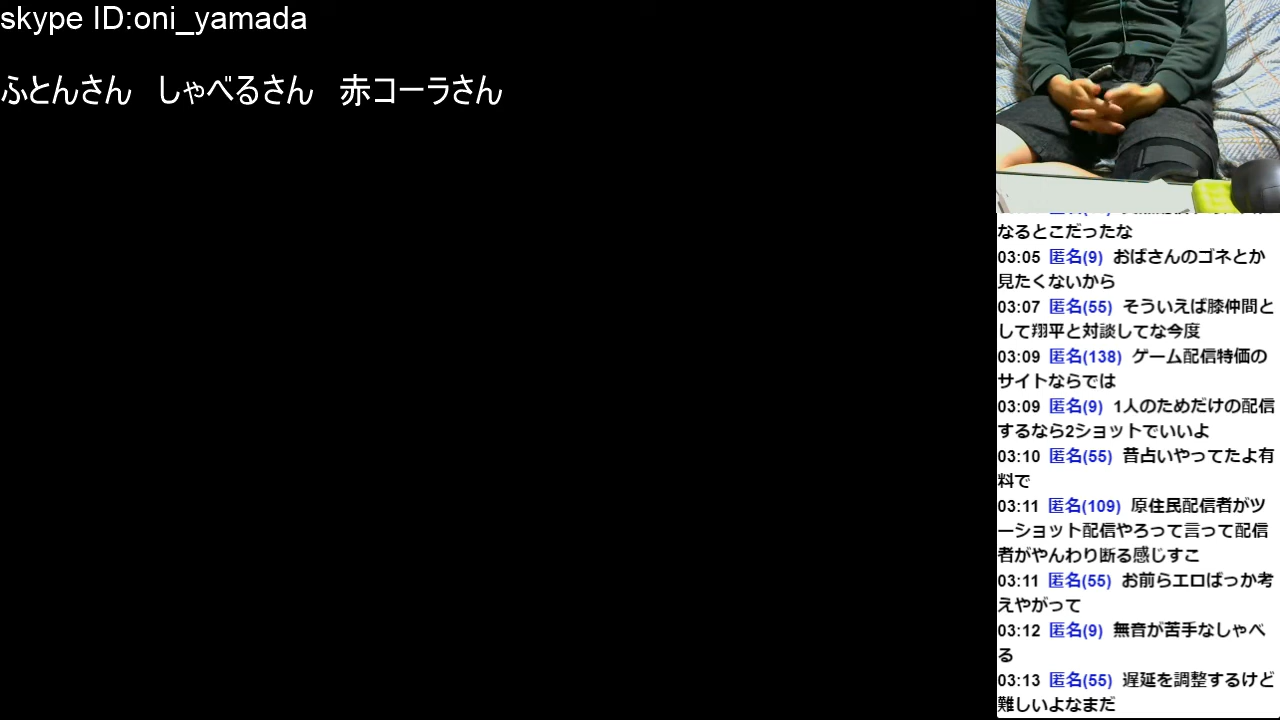 skype ID:oni_yamada
ふとんさん　しゃべるさん　赤コーラさん
なるとこだったな
03:05 匿名(9) おばさんのゴネとか
見たくないから
03:07 匿名(55) そういえば膝仲間と
して翔平と対談してな今度
03:09 匿名(138) ゲーム配信特価の
サイトならでは
03:09 匿名(9) 1人のためだけの配信
するなら2ショットでいいよ
03:10 匿名(55) 昔占いやってたよ有
料で
03:11 匿名(109) 原住民配信者がツ
ーショット配信やろって言って配信
者がやんわり断る感じすこ
03:11 匿名(55) お前らエロばっか考
えやがって
03:12 匿名(9) 無音が苦手なしゃべ
る
03:13 匿名(55) 遅延を調整するけど
難しいよなまだ